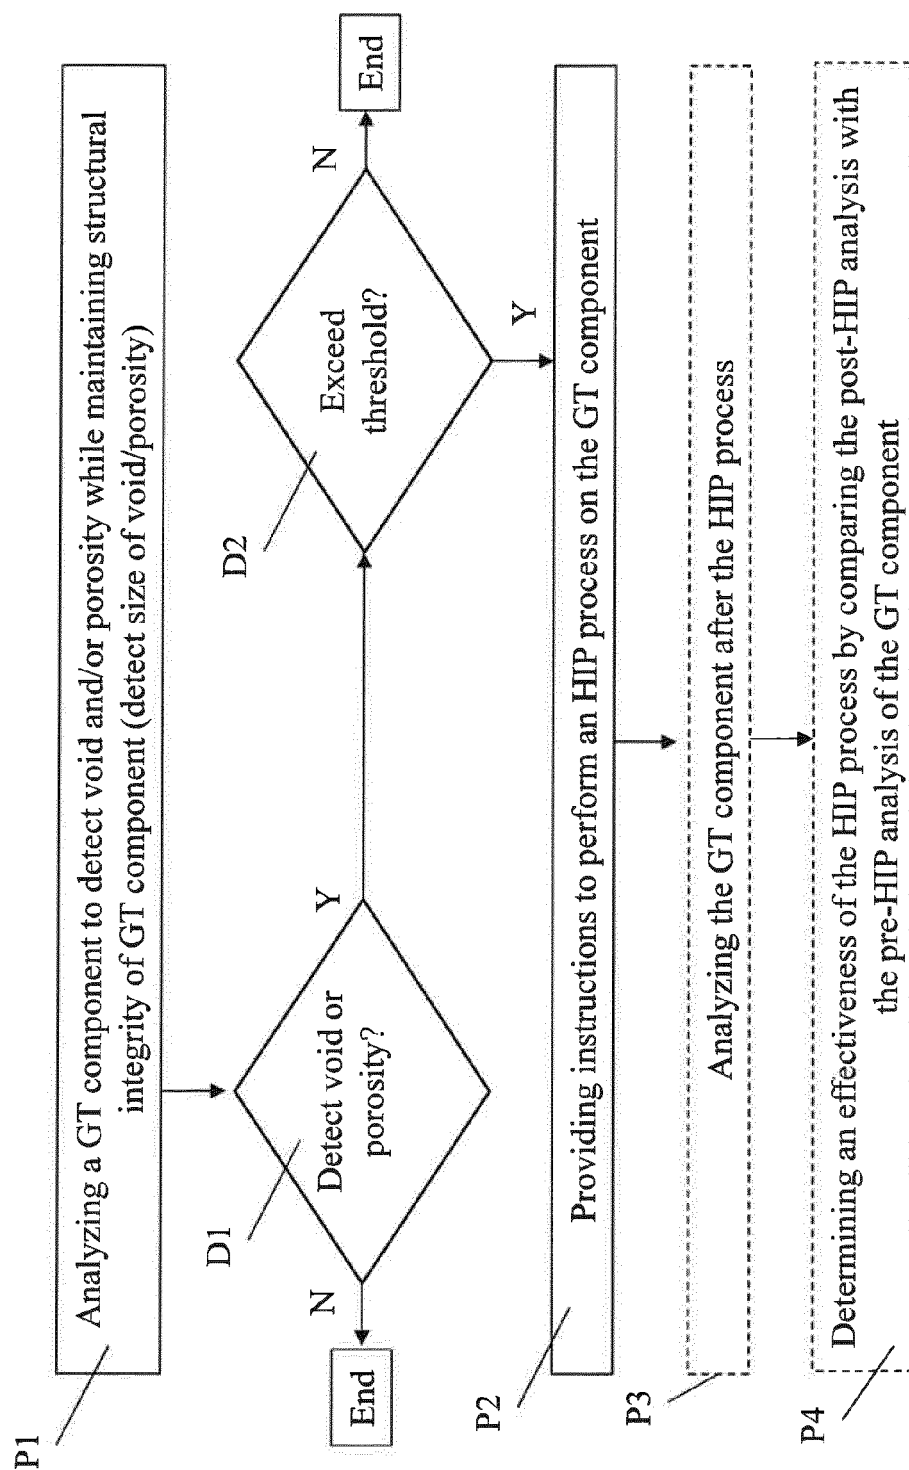 P1
Analyzing a GT component to detect void and/or porosity while maintaining structural
integrity of GT component (detect size of void/porosity)
D1
Detect void or
porosity?
N
End
Y
D2
Exceed
threshold?
N
End
Y
P2
Providing instructions to perform an HIP process on the GT component
P3
Analyzing the GT component after the HIP process
P4
Determining an effectiveness of the HIP process by comparing the post-HIP analysis with
the pre-HIP analysis of the GT component